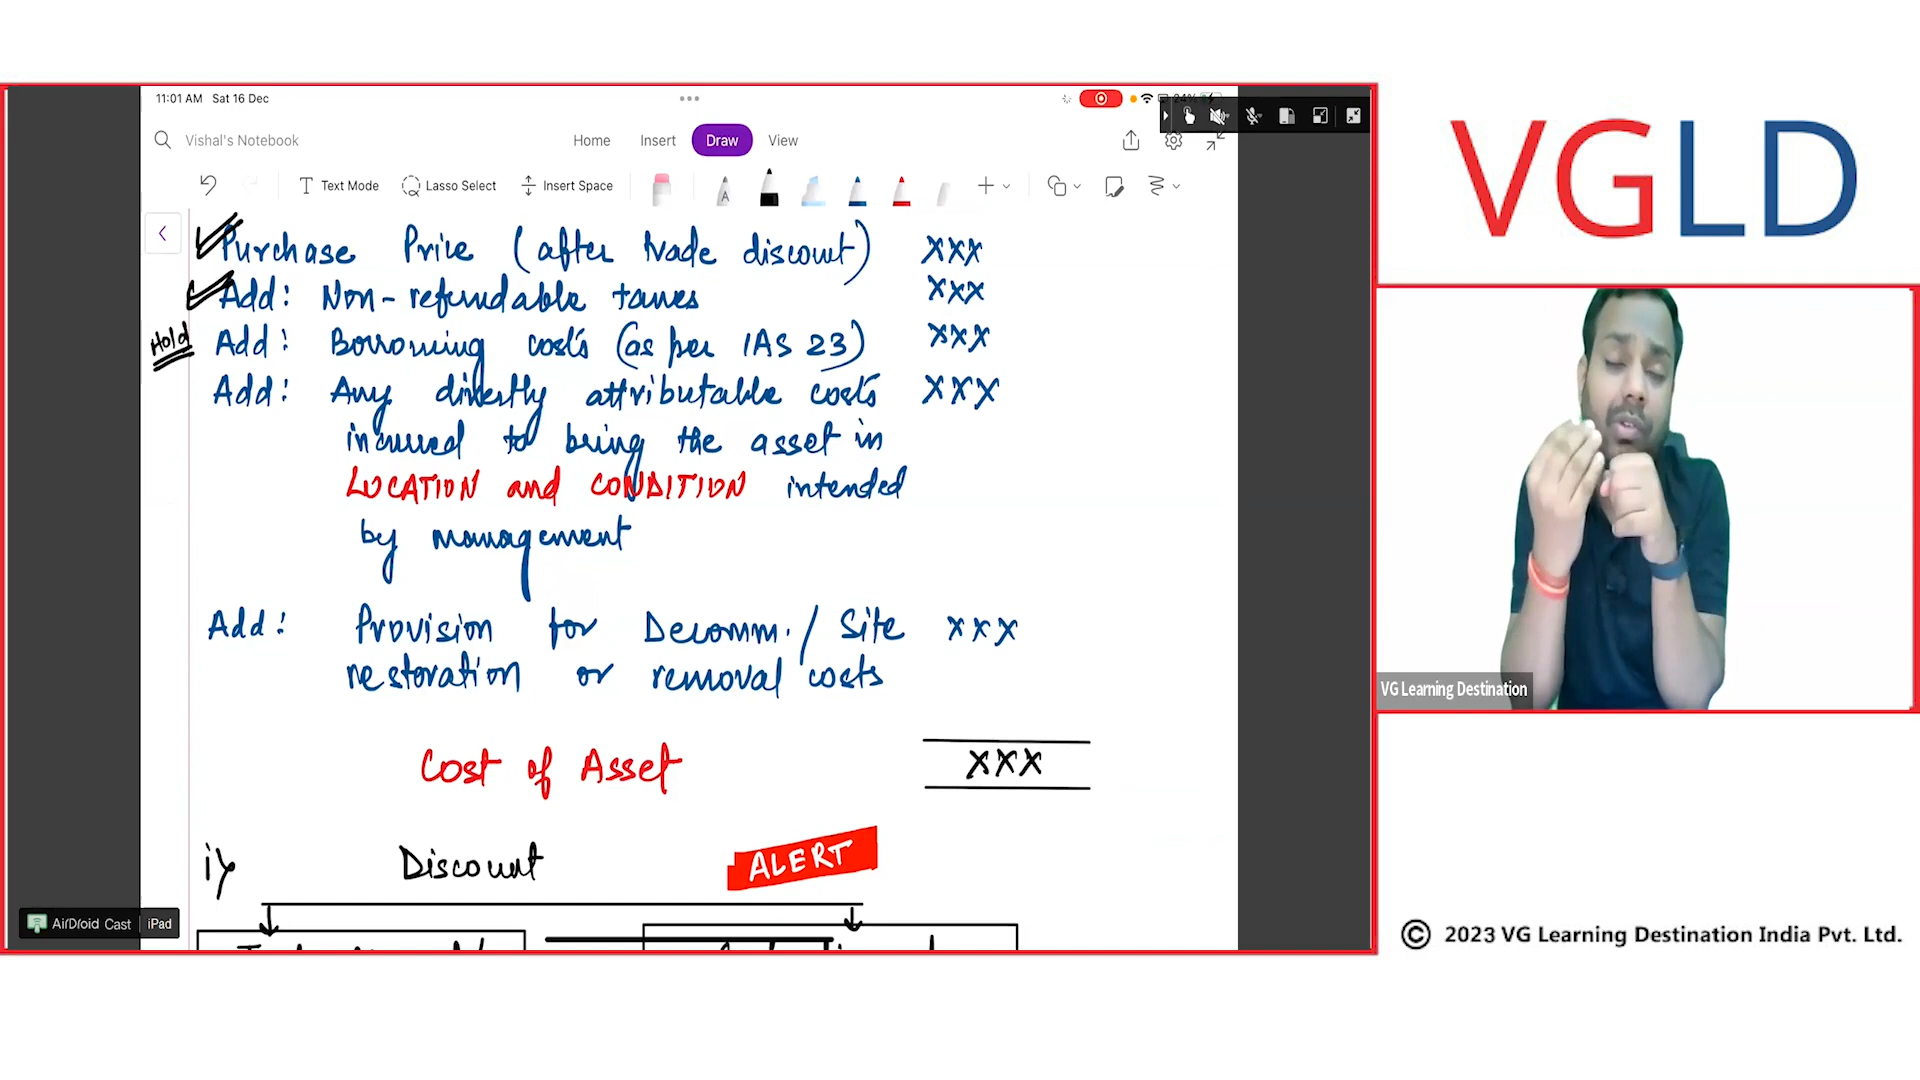 11:01 AM Sat 16 Dec
24%
Vishal's Notebook
Home Insert Draw View
Text Mode Lasso Select Insert Space
Purchase Price (after trade discount) XXX
Add: Non-refundable taxes XXX
Hold Add: Borrowing costs (as per IAS 23) XXX
Add: Any directly attributable costs XXX
incurred to bring the asset in
LOCATION and CONDITION intended
by management
Add: Provision for Decomm. / Site XXX
restoration or removal costs
Cost of Asset XXX
i) Discount ALERT
AirDroid Cast iPad
VGLD
VG Learning Destination
© 2023 VG Learning Destination India Pvt. Ltd.